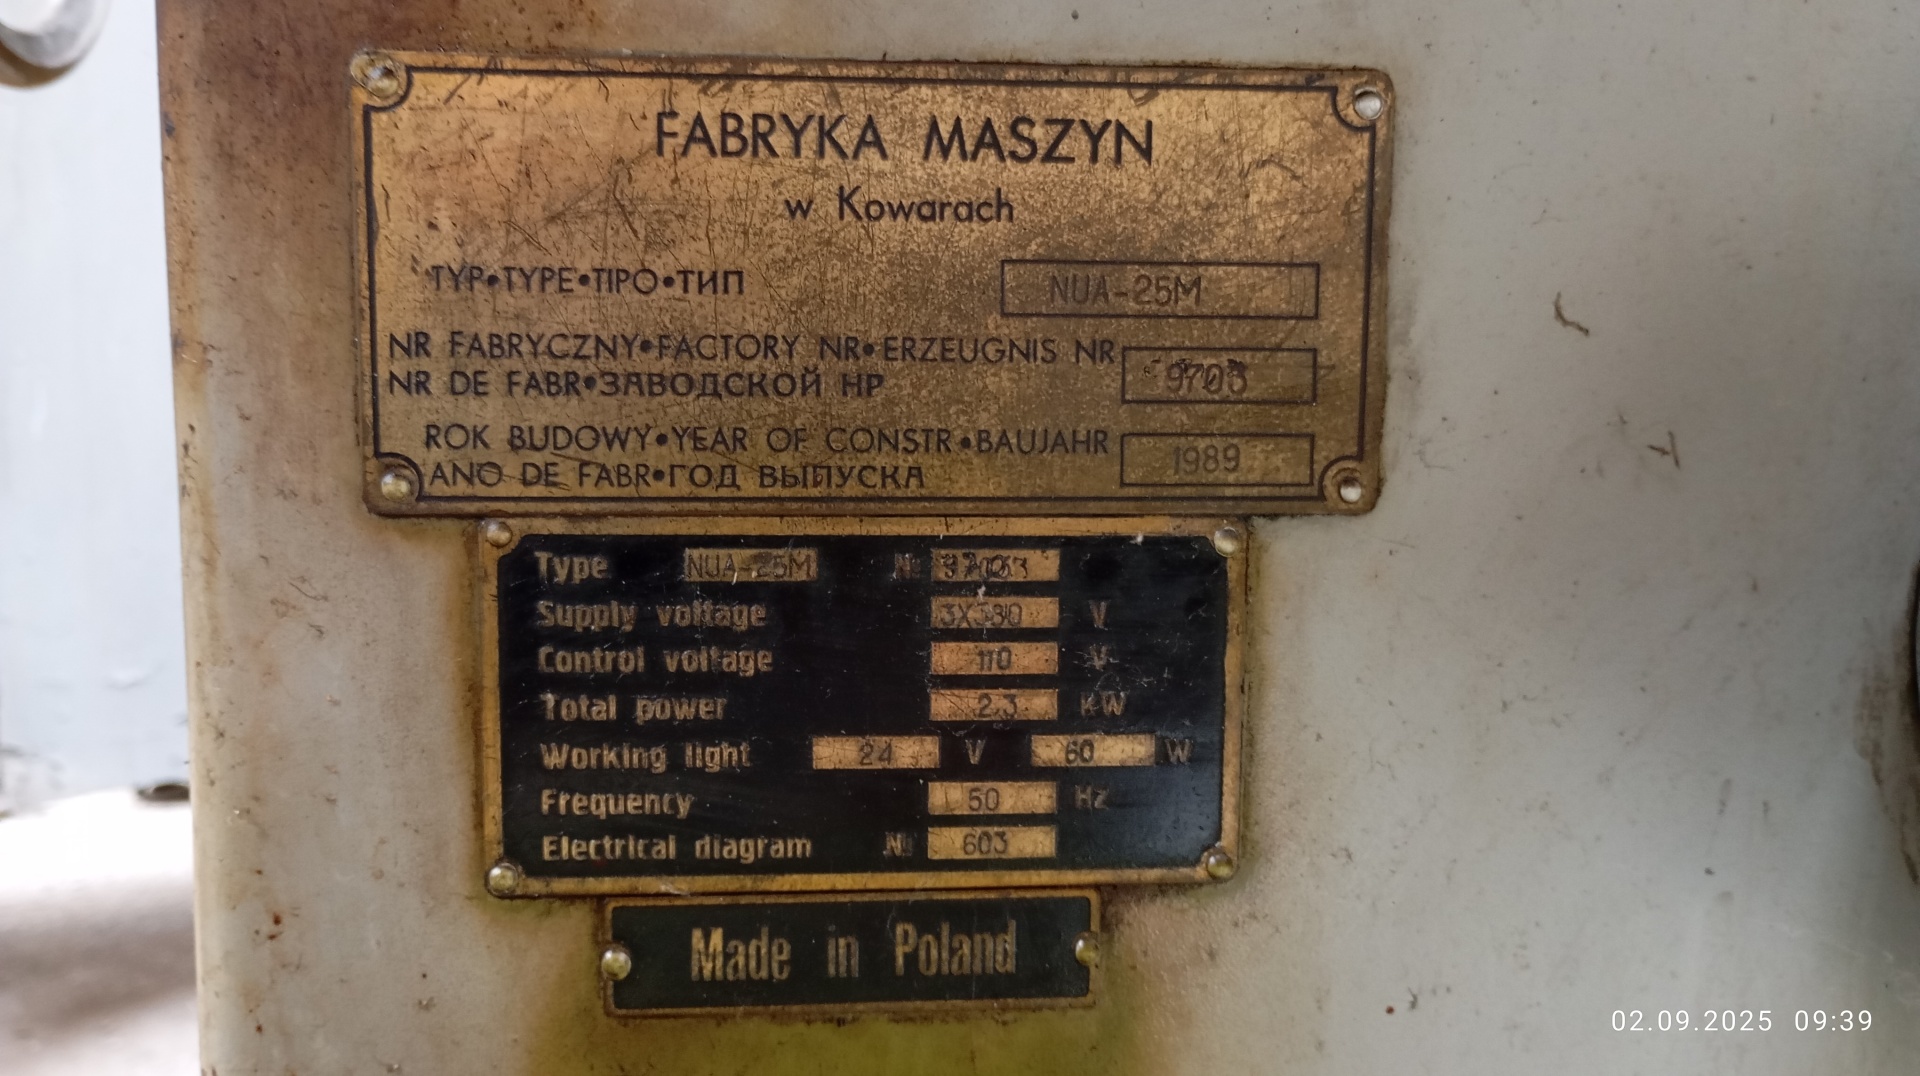 FABRYKA MASZYN
w Kowarach
TYP•TYPE•TIPO•ТИП NUA-25M
NR FABRYCZNY•FACTORY NR•ERZEUGNIS NR
NR DE FABR•ЗАВОДСКОЙ НР 9703
ROK BUDOWY•YEAR OF CONSTR•BAUJAHR
ANO DE FABR•ГОД ВЫПУСКА 1989
Type NUA-25M №
Supply voltage 3X380 V
Control voltage 110 V
Total power 2,3 KW
Working light 24 V 60 W
Frequency 50 Hz
Electrical diagram № 603
Made in Poland
02.09.2025 09:39